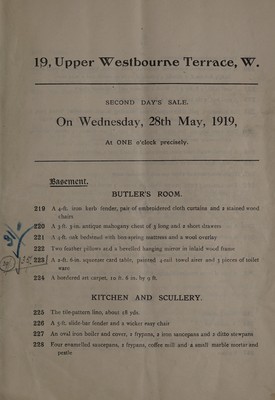 19, Upper Westbourne Terrace, W.
SECOND DAY'S SALE.
On Wednesday, 28th May, 1919,
At ONE o'clock precisely.
Basement.
BUTLER'S ROOM.
219 A 4-ft. iron kerb fender, pair of embroidered cloth curtains and 2 stained wood
chairs
220 A 3 ft. 3-in. antique mahogany chest of 3 long and 2 short drawers
221 A 3-ft. oak bedstead with box-spring mattress and a wool overlay
222 Two feather pillows and a bevelled hanging mirror in inlaid wood frame
223 A 2-ft. 6-in. squenure card table, painted 4-rail towel airer and 3 pieces of toilet
ware
224 A bordered art carpet, 10 ft. 6 in. by 9 ft.
KITCHEN AND SCULLERY.
225 The tile-pattern lino, about 18 yds.
226 A 5 ft. slide-bar fender and a wicker easy chair
227 An oval iron boiler and cover, 2 frypans, 2 iron saucepans and 2 ditto stewpans
228 Four enamelled saucepans, 2 frypans, coffee mill and a small marble mortar and
pestle